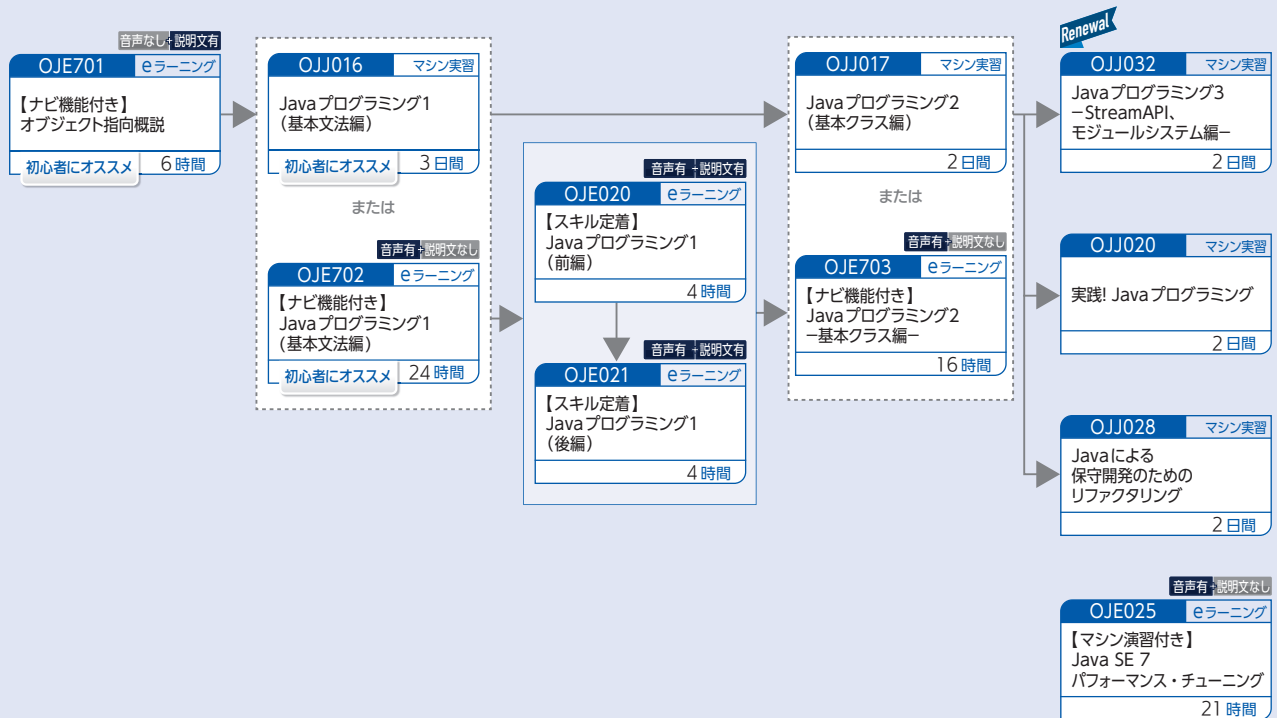 音声なし+説明文有
OJE701 eラーニング
【ナビ機能付き】
オブジェクト指向概説
初心者にオススメ 6時間
OJJ016 マシン実習
Javaプログラミング1
(基本文法編)
初心者にオススメ 3日間
または
音声有+説明文なし
OJE702 eラーニング
【ナビ機能付き】
Javaプログラミング1
(基本文法編)
初心者にオススメ 24時間
音声有+説明文有
OJE020 eラーニング
【スキル定着】
Javaプログラミング1
(前編)
4時間
音声有+説明文有
OJE021 eラーニング
【スキル定着】
Javaプログラミング1
(後編)
4時間
OJJ017 マシン実習
Javaプログラミング2
(基本クラス編)
2日間
または
音声有+説明文なし
OJE703 eラーニング
【ナビ機能付き】
Javaプログラミング2
−基本クラス編−
16時間
Renewal
OJJ032 マシン実習
Javaプログラミング3
−StreamAPI、
モジュールシステム編−
2日間
OJJ020 マシン実習
実践! Javaプログラミング
2日間
OJJ028 マシン実習
Javaによる
保守開発のための
リファクタリング
2日間
音声有+説明文なし
OJE025 eラーニング
【マシン演習付き】
Java SE 7
パフォーマンス・チューニング
21時間